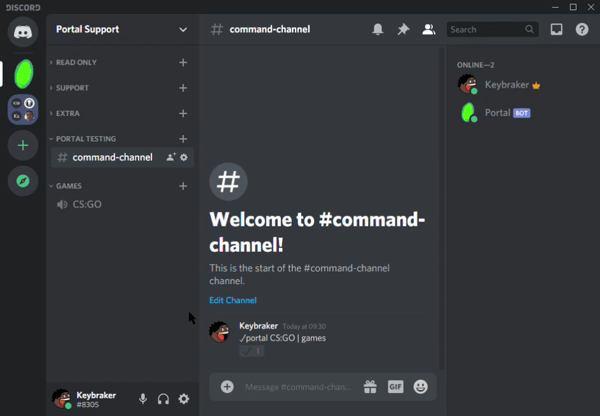 DISCORD
Portal Support
READ ONLY
SUPPORT
EXTRA
PORTAL TESTING
# command-channel
GAMES
CS:GO
Keybraker
#8305
# command-channel
Search
Welcome to #command-
channel!
This is the start of the #command-channel
channel.
Edit Channel
Keybraker Today at 09:30
./portal CS:GO | games
1
Message #command-chan...
GIF
ONLINE—2
Keybraker
Portal BOT